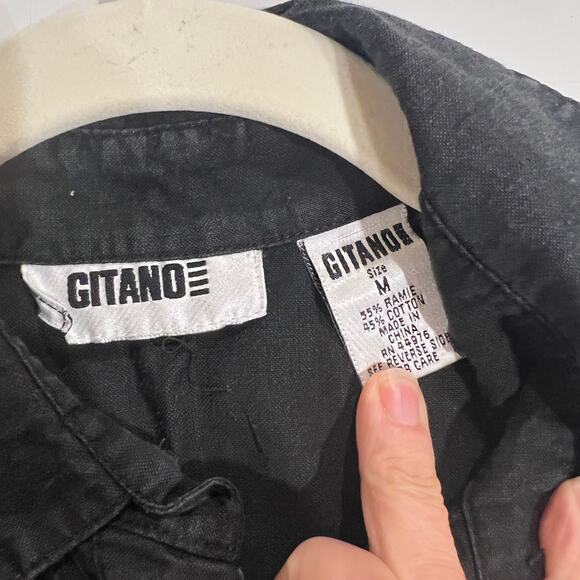 GITANO
GITANO
Size
M
55% RAMIE
45% COTTON
MADE IN
CHINA
RN 44976
SEE REVERSE SIDE
FOR CARE